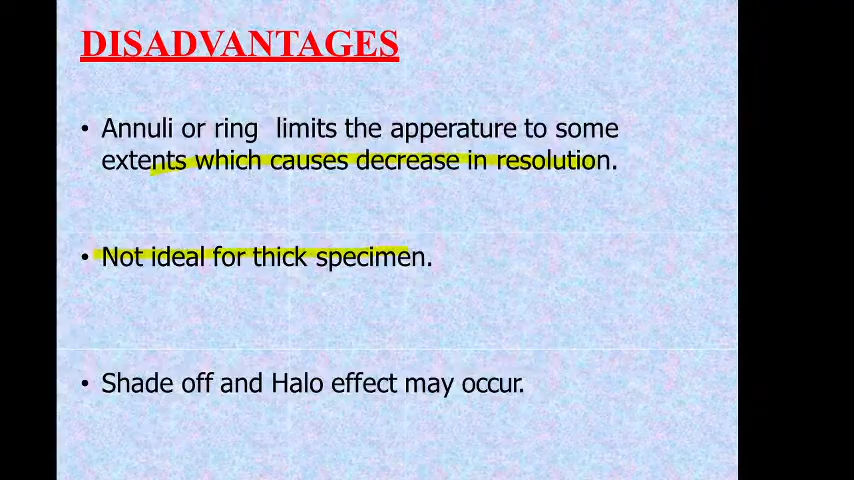 DISADVANTAGES
• Annuli or ring limits the apperature to some
extents which causes decrease in resolution.
• Not ideal for thick specimen.
• Shade off and Halo effect may occur.